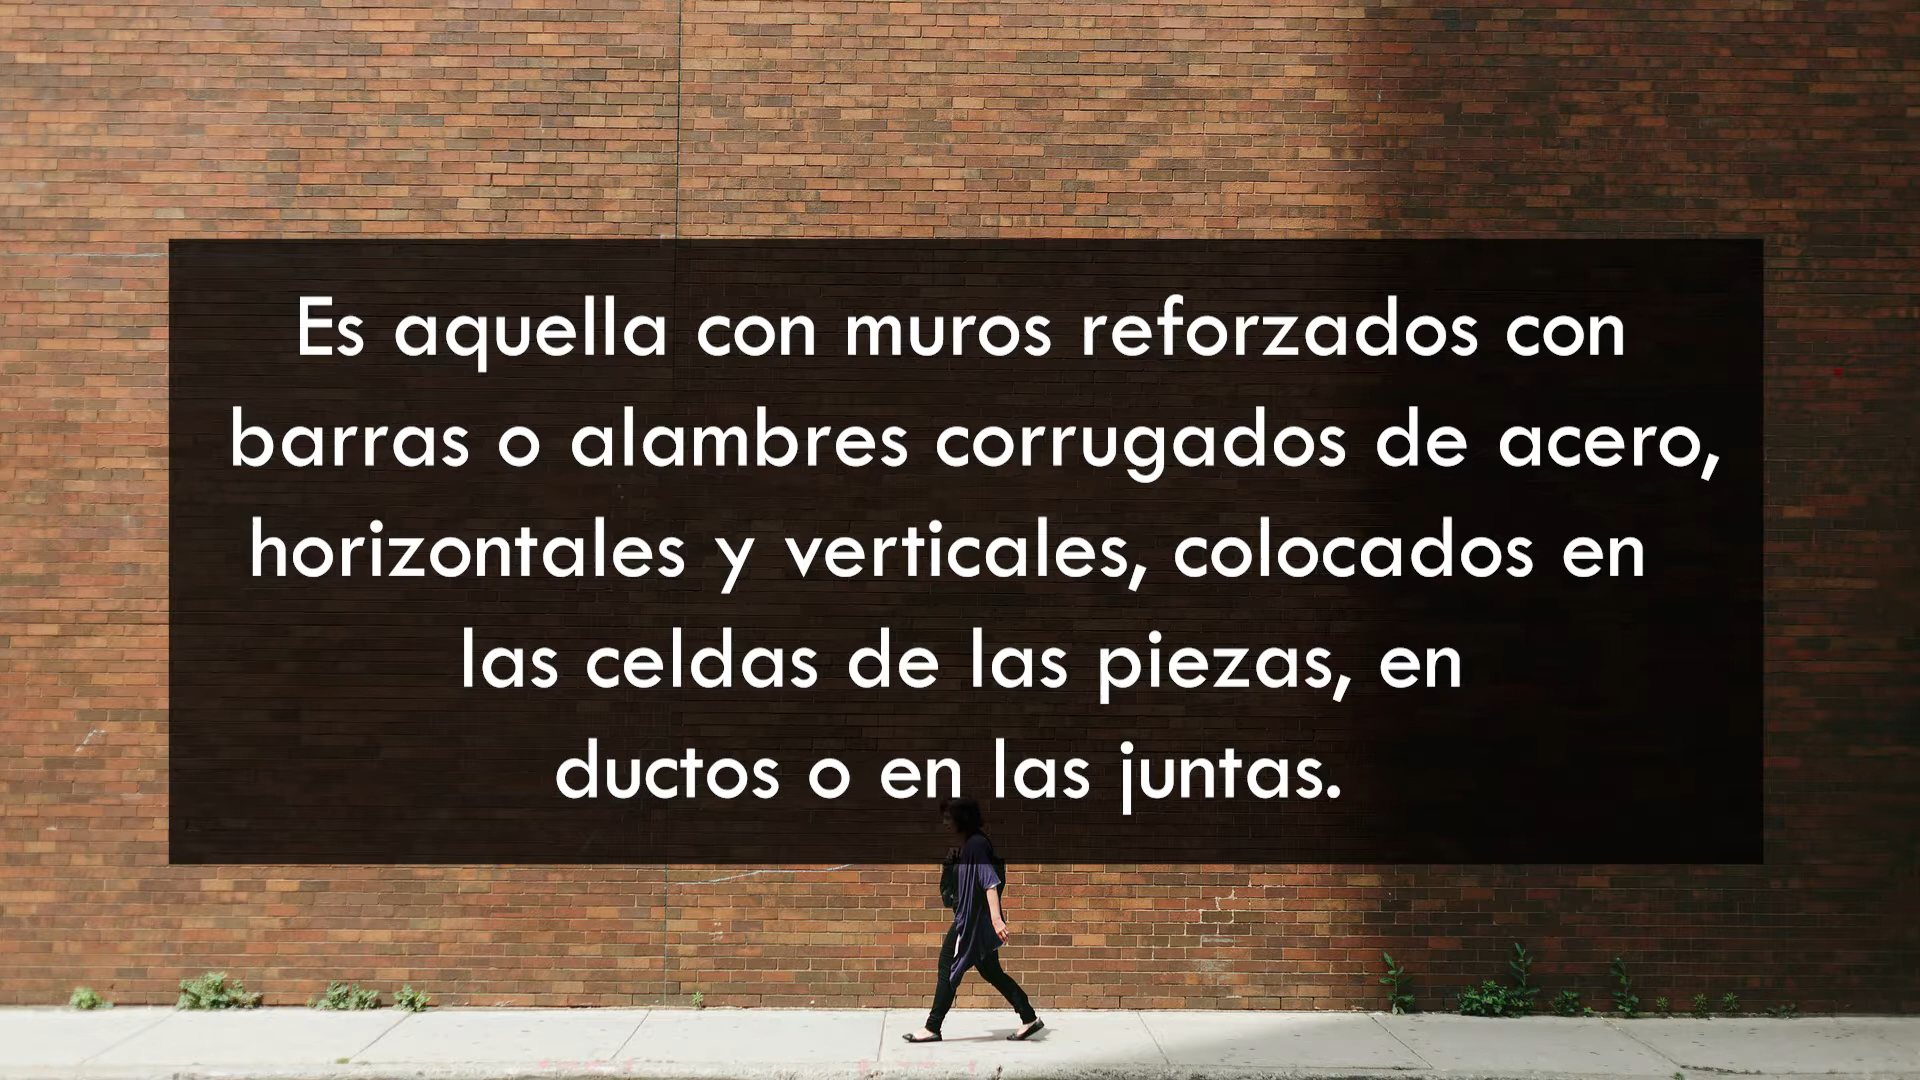 Es aquella con muros reforzados con
barras o alambres corrugados de acero,
horizontales y verticales, colocados en
las celdas de las piezas, en
ductos o en las juntas.